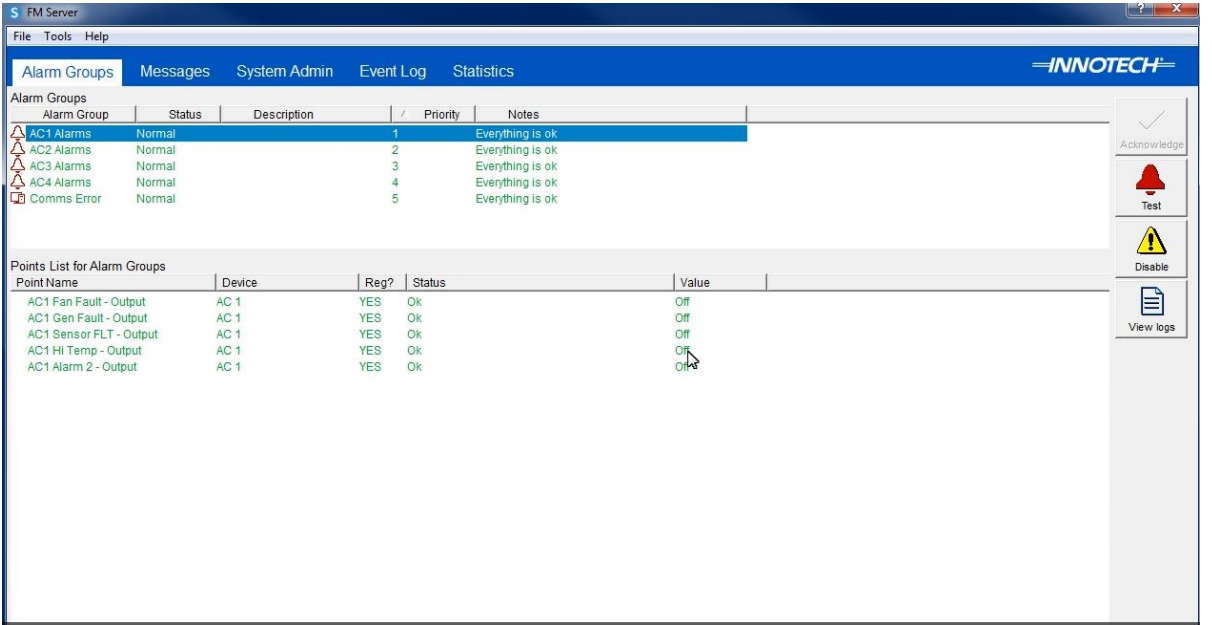 S FM Server ? X
File Tools Help
Alarm Groups Messages System Admin Event Log Statistics INNOTECH
Alarm Groups
Alarm Group Status Description Priority Notes
AC1 Alarms Normal 1 Everything is ok
AC2 Alarms Normal 2 Everything is ok
AC3 Alarms Normal 3 Everything is ok
AC4 Alarms Normal 4 Everything is ok
Comms Error Normal 5 Everything is ok
Acknowledge
Test
Disable
View logs
Points List for Alarm Groups
Point Name Device Reg? Status Value
AC1 Fan Fault - Output AC 1 YES Ok Off
AC1 Gen Fault - Output AC 1 YES Ok Off
AC1 Sensor FLT - Output AC 1 YES Ok Off
AC1 Hi Temp - Output AC 1 YES Ok Off
AC1 Alarm 2 - Output AC 1 YES Ok Off